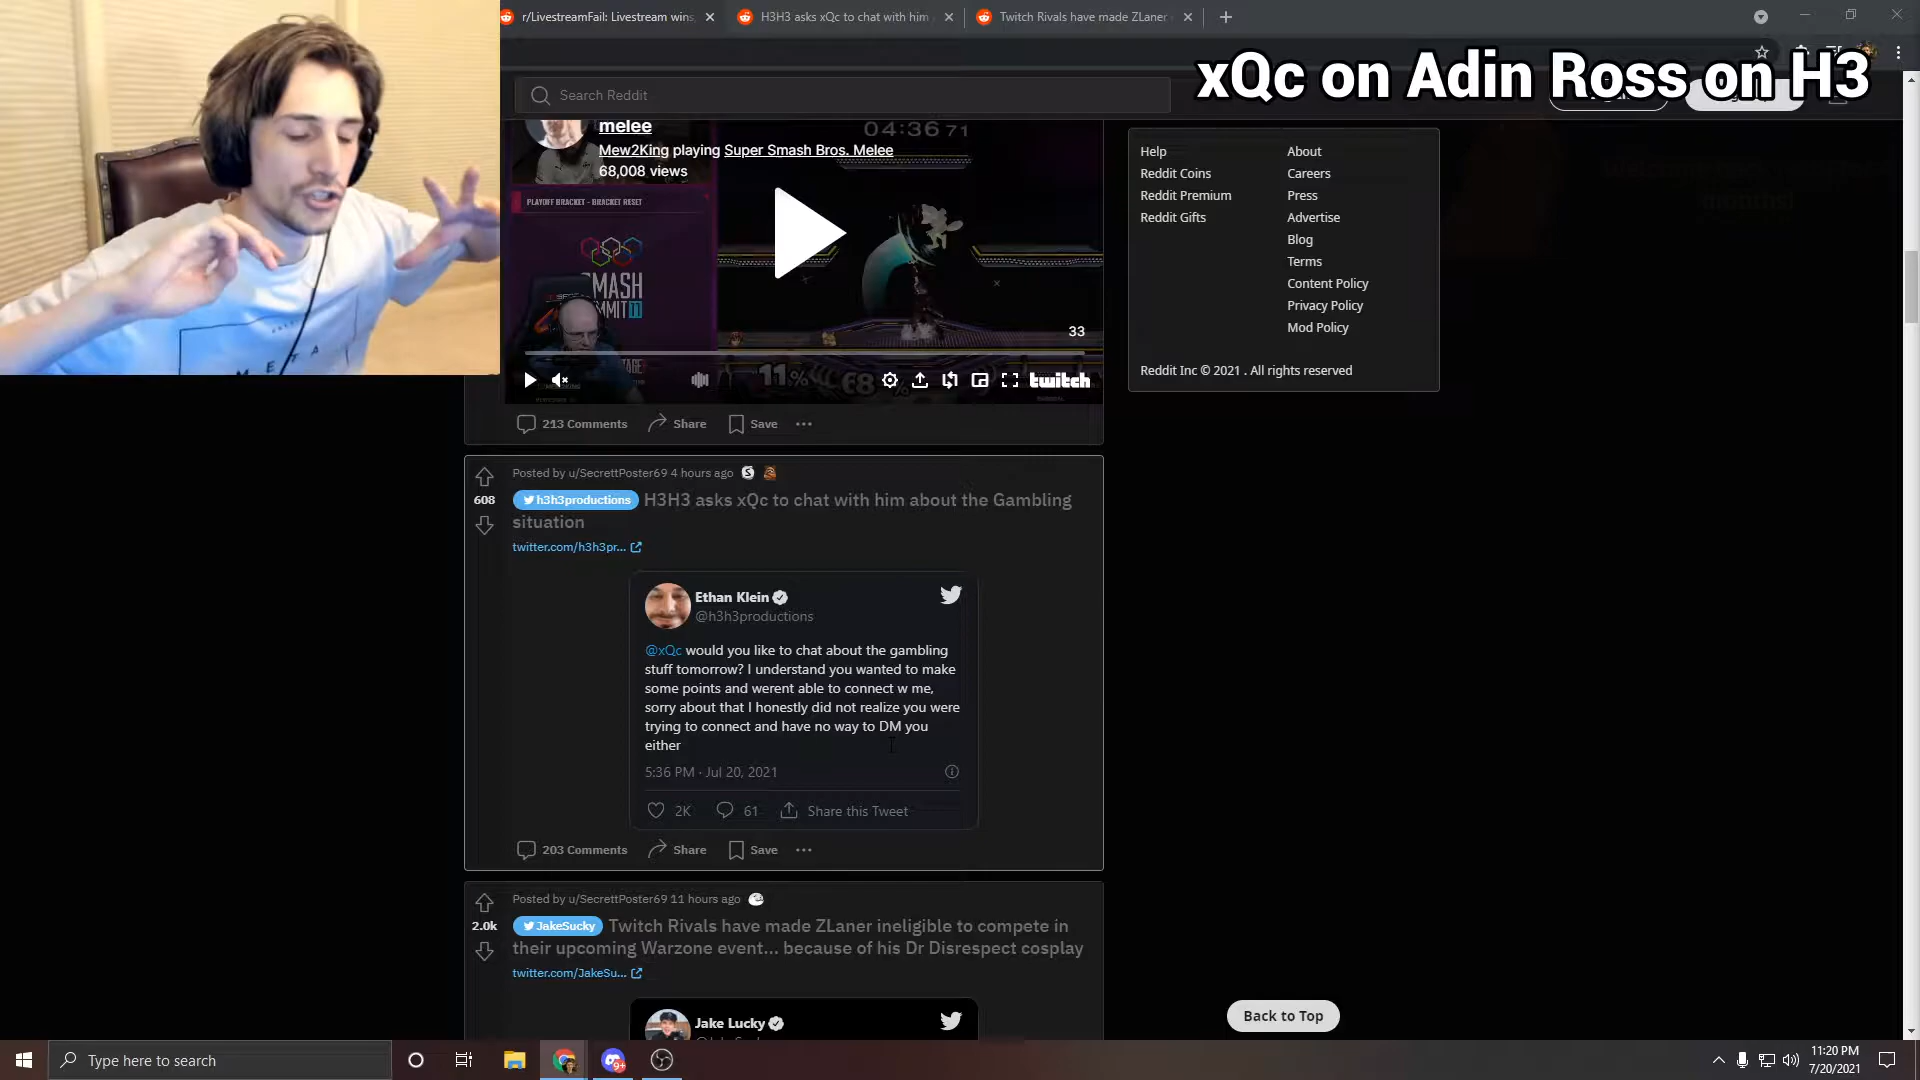 r/LivestreamFail: Livestream wins,
H3H3 asks xQc to chat with him
Twitch Rivals have made ZLaner
xQc on Adin Ross on H3
Search Reddit
melee
Mew2King playing Super Smash Bros. Melee
68,008 views
04:36 71
PLAYOFF BRACKET - BRACKET RESET
33
11%
twitch
META
213 Comments
Share
Save
Help
Reddit Coins
Reddit Premium
Reddit Gifts
About
Careers
Press
Advertise
Blog
Terms
Content Policy
Privacy Policy
Mod Policy
Reddit Inc © 2021 . All rights reserved
Posted by u/SecrettPoster69 4 hours ago
608
h3h3productions H3H3 asks xQc to chat with him about the Gambling
situation
twitter.com/h3h3pr...
Ethan Klein
@h3h3productions
@xQc would you like to chat about the gambling
stuff tomorrow? I understand you wanted to make
some points and werent able to connect w me,
sorry about that I honestly did not realize you were
trying to connect and have no way to DM you
either
5:36 PM · Jul 20, 2021
2K 61 Share this Tweet
203 Comments
Share
Save
Posted by u/SecrettPoster69 11 hours ago
2.0k
JakeSucky Twitch Rivals have made ZLaner ineligible to compete in
their upcoming Warzone event... because of his Dr Disrespect cosplay
twitter.com/JakeSu...
Jake Lucky
Back to Top
Type here to search
9+
11:20 PM
7/20/2021